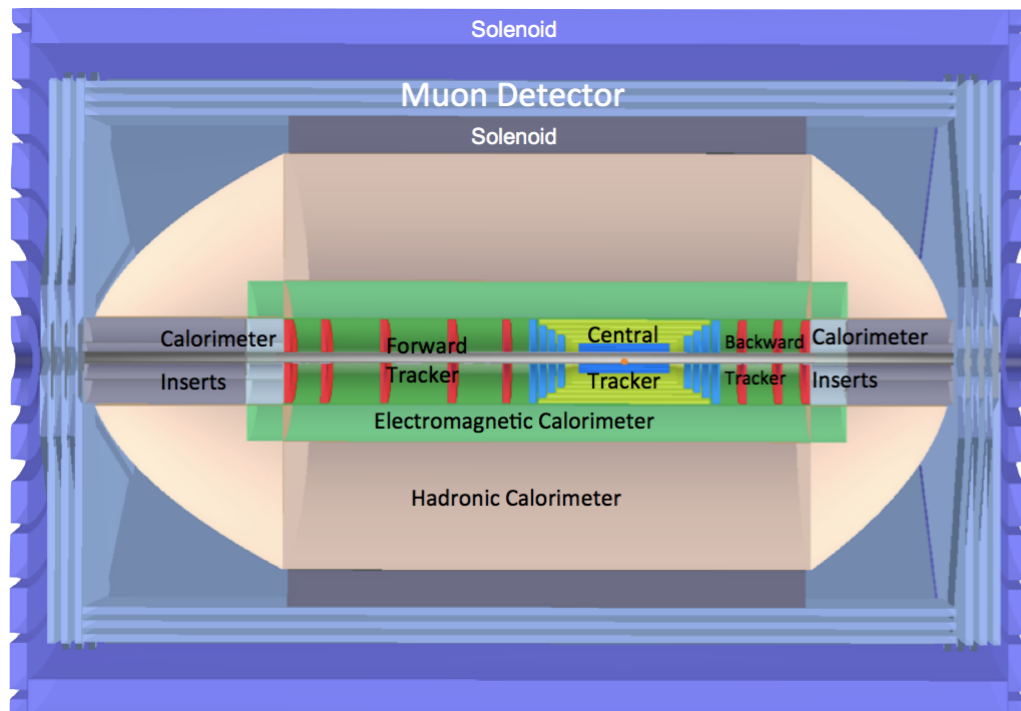 Solenoid
Muon Detector
Solenoid
Calorimeter
Forward
Central
Backward
Calorimeter
Inserts
Tracker
Tracker
Tracker
Inserts
Electromagnetic Calorimeter
Hadronic Calorimeter